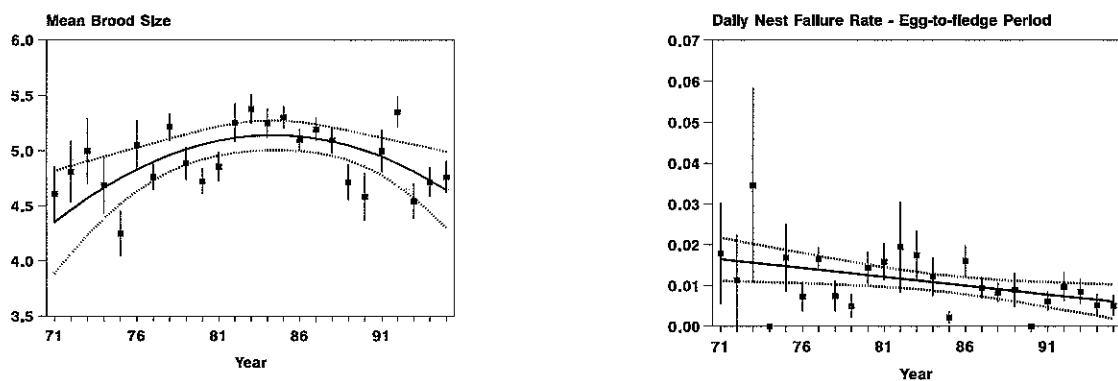 Mean Brood Size
6.0
5.5
5.0
4.5
4.0
3.5
71 76 81 86 91
Year
Daily Nest Failure Rate - Egg-to-fledge Period
0.07
0.06
0.05
0.04
0.03
0.02
0.01
0.00
71 76 81 86 91
Year